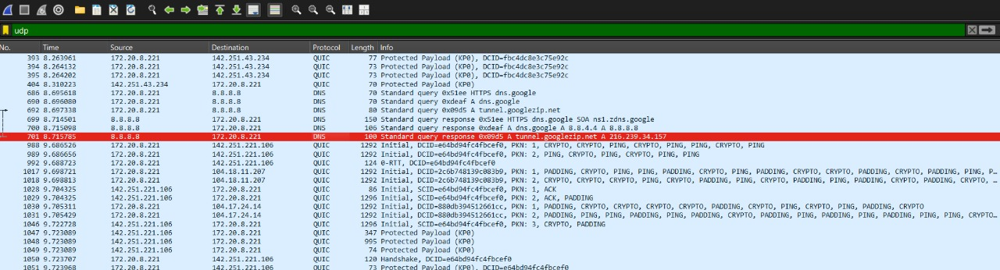 udp
No. Time Source Destination Protocol Length Info
393 8.263961 172.20.8.221 142.251.43.234 QUIC 77 Protected Payload (KP0), DCID=fbc4dc8e3c75e92c
394 8.264132 172.20.8.221 142.251.43.234 QUIC 73 Protected Payload (KP0), DCID=fbc4dc8e3c75e92c
395 8.264202 172.20.8.221 142.251.43.234 QUIC 73 Protected Payload (KP0), DCID=fbc4dc8e3c75e92c
404 8.310223 142.251.43.234 172.20.8.221 QUIC 70 Protected Payload (KP0)
686 8.695618 172.20.8.221 8.8.8.8 DNS 70 Standard query 0x51ee HTTPS dns.google
690 8.696080 172.20.8.221 8.8.8.8 DNS 70 Standard query 0xdeaf A dns.google
692 8.697338 172.20.8.221 8.8.8.8 DNS 80 Standard query 0x09d5 A tunnel.googlezip.net
699 8.714501 8.8.8.8 172.20.8.221 DNS 150 Standard query response 0x51ee HTTPS dns.google SOA ns1.zdns.google
700 8.715098 8.8.8.8 172.20.8.221 DNS 106 Standard query response 0xdeaf A dns.google A 8.8.4.4 A 8.8.8.8
701 8.715785 8.8.8.8 172.20.8.221 DNS 100 Standard query response 0x09d5 A tunnel.googlezip.net A 216.239.34.157
988 9.686526 172.20.8.221 142.251.221.106 QUIC 1292 Initial, DCID=e64bd94fc4fbcef0, PKN: 1, CRYPTO, CRYPTO, CRYPTO, PING, PING, CRYPTO, PING
989 9.686656 172.20.8.221 142.251.221.106 QUIC 1292 Initial, DCID=e64bd94fc4fbcef0, PKN: 2, PING, CRYPTO, CRYPTO, PING, PING
992 9.688723 172.20.8.221 142.251.221.106 QUIC 124 0-RTT, DCID=e64bd94fc4fbcef0
1017 9.698721 172.20.8.221 104.18.11.207 QUIC 1292 Initial, DCID=2c6b748139c083b9, PKN: 1, PADDING, CRYPTO, PING, PING, PADDING, CRYPTO, PING, PADDING, CRYPTO, CRYPTO, PADDING, CRYPTO, PADDING, PING, P…
1018 9.698813 172.20.8.221 104.18.11.207 QUIC 1292 Initial, DCID=2c6b748139c083b9, PKN: 2, CRYPTO, PING, CRYPTO, PADDING, PING, CRYPTO, PADDING, PING, PADDING, CRYPTO, PADDING, CRYPTO, …
1028 9.704325 142.251.221.106 172.20.8.221 QUIC 86 Initial, SCID=e64bd94fc4fbcef0, PKN: 1, ACK
1029 9.704325 142.251.221.106 172.20.8.221 QUIC 1296 Initial, SCID=e64bd94fc4fbcef0, PKN: 2, ACK, PADDING
1030 9.705311 172.20.8.221 104.17.24.14 QUIC 1292 Initial, DCID=880db394512661cc, PKN: 1, PADDING, CRYPTO, CRYPTO, CRYPTO, PADDING, CRYPTO, PING, CRYPTO, PING, PADDING, CRYPTO
1031 9.705429 172.20.8.221 104.17.24.14 QUIC 1292 Initial, DCID=880db394512661cc, PKN: 2, PADDING, PING, PING, PADDING, PING, PADDING, CRYPTO, PADDING, PING, PADDING, PADDING, PING, PING, CRYPTO…
1046 9.722728 142.251.221.106 172.20.8.221 QUIC 1296 Initial, SCID=e64bd94fc4fbcef0, PKN: 3, CRYPTO, PADDING
1047 9.723089 142.251.221.106 172.20.8.221 QUIC 347 Protected Payload (KP0)
1048 9.723089 142.251.221.106 172.20.8.221 QUIC 995 Protected Payload (KP0)
1049 9.723089 142.251.221.106 172.20.8.221 QUIC 74 Protected Payload (KP0)
1050 9.723707 172.20.8.221 142.251.221.106 QUIC 120 Handshake, DCID=e64bd94fc4fbcef0
1051 9.723968 172.20.8.221 142.251.221.106 QUIC 73 Protected Payload (KP0), DCID=e64bd94fc4fbcef0